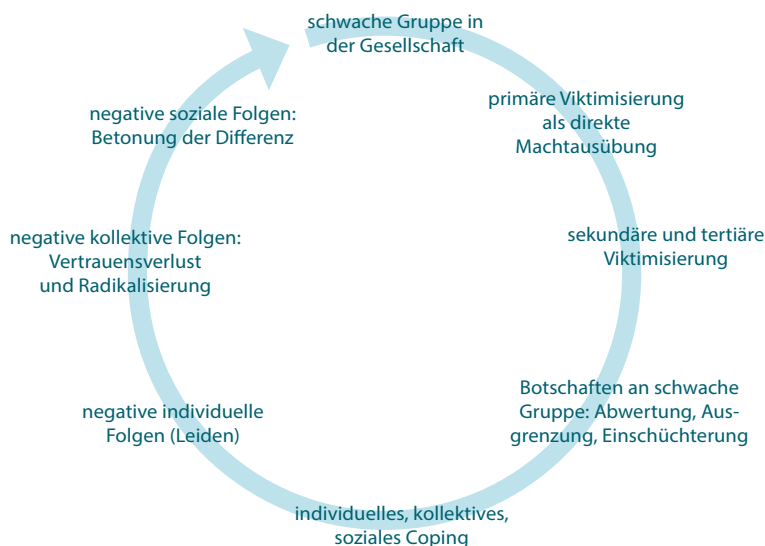 schwache Gruppe in
der Gesellschaft
primäre Viktimisierung
als direkte
Machtausübung
sekundäre und tertiäre
Viktimisierung
Botschaften an schwache
Gruppe: Abwertung, Aus-
grenzung, Einschüchterung
individuelles, kollektives,
soziales Coping
negative individuelle
Folgen (Leiden)
negative kollektive Folgen:
Vertrauensverlust
und Radikalisierung
negative soziale Folgen:
Betonung der Differenz